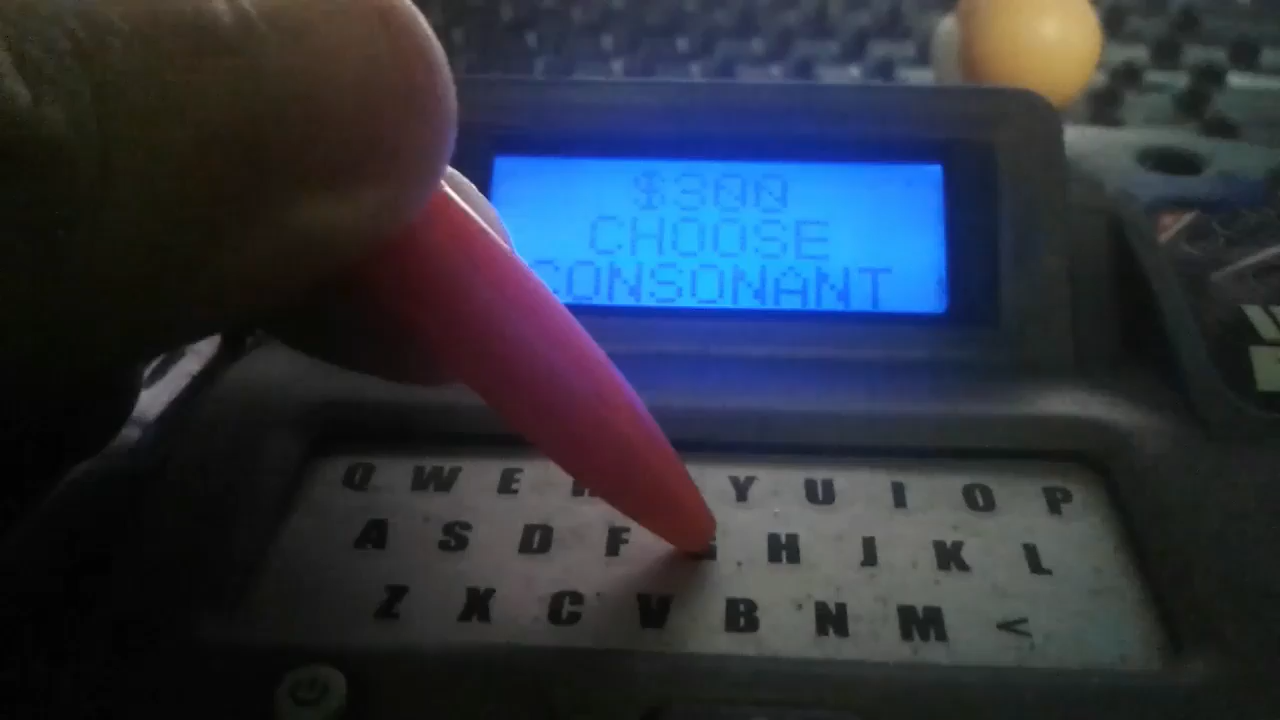 $300
CHOOSE
CONSONANT
Q W E R Y U I O P
A S D F G H J K L
Z X C V B N M <